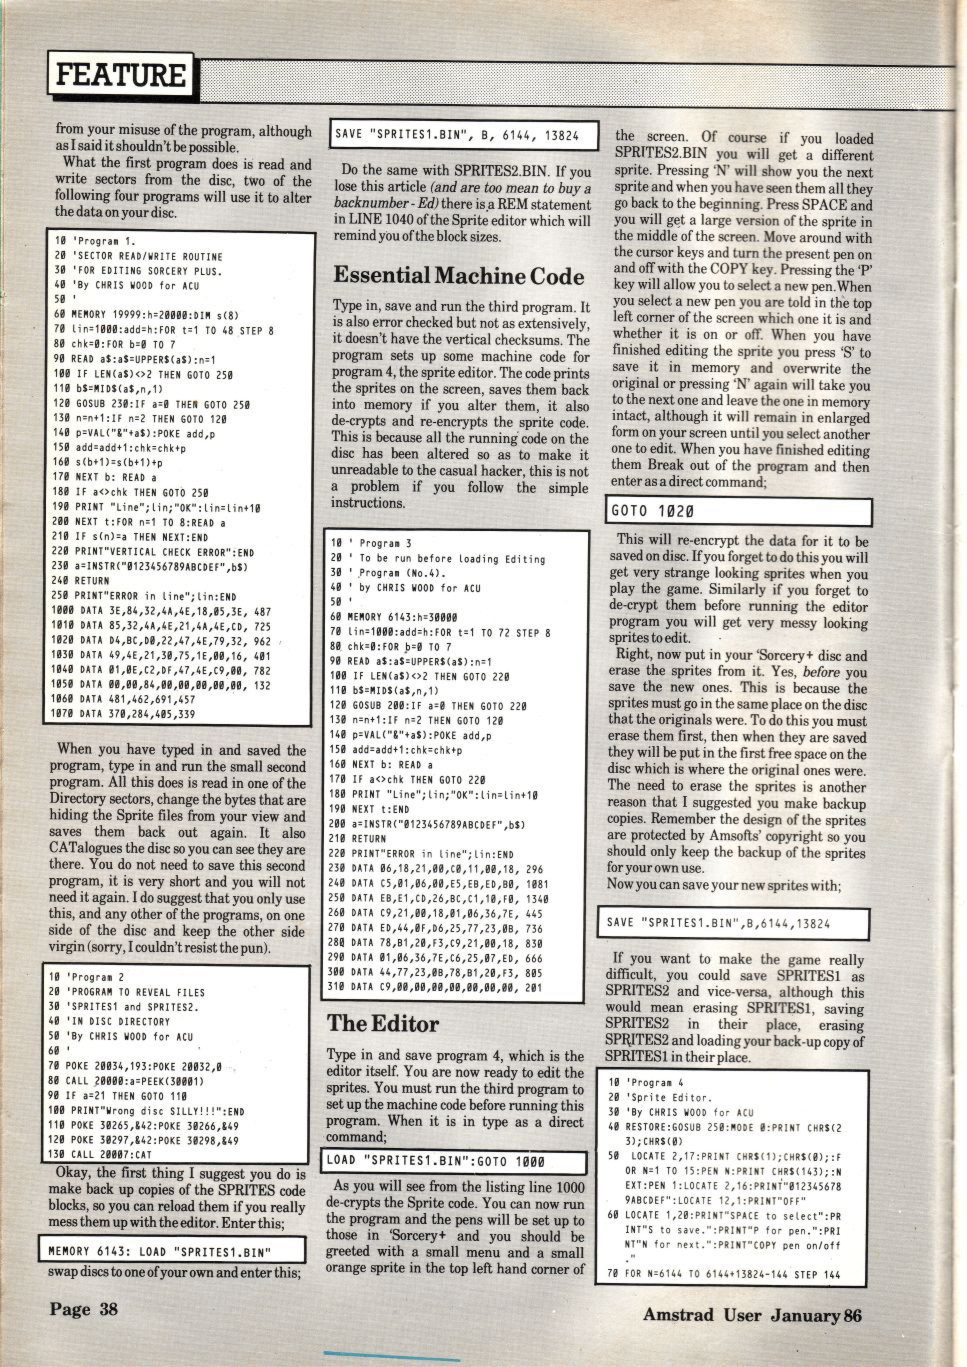 FEATURE
from your misuse of the program, although
as I said it shouldn't be possible.
What the first program does is read and
write sectors from the disc, two of the
following four programs will use it to alter
the data on your disc.
10 'Program 1.
20 'SECTOR READ/WRITE ROUTINE
30 'FOR EDITING SORCERY PLUS.
40 'By CHRIS WOOD for ACU
50 '
60 MEMORY 19999:h=20000:DIM s(8)
70 lin=1000:add=h:FOR t=1 TO 48 STEP 8
80 chk=0:FOR b=0 TO 7
90 READ a$:a$=UPPER$(a$):n=1
100 IF LEN(a$)<>2 THEN GOTO 250
110 b$=MID$(a$,n,1)
120 GOSUB 230:IF a=0 THEN GOTO 250
130 n=n+1:IF n=2 THEN GOTO 120
140 p=VAL("&"+a$):POKE add,p
150 add=add+1:chk=chk+p
160 s(b+1)=s(b+1)+p
170 NEXT b: READ a
180 IF a<>chk THEN GOTO 250
190 PRINT "Line";lin;"OK":lin=lin+10
200 NEXT t:FOR n=1 TO 8:READ a
210 IF s(n)=a THEN NEXT:END
220 PRINT"VERTICAL CHECK ERROR":END
230 a=INSTR("0123456789ABCDEF",b$)
240 RETURN
250 PRINT"ERROR in line";lin:END
1000 DATA 3E,84,32,4A,4E,18,05,3E, 487
1010 DATA 85,32,4A,4E,21,4A,4E,CD, 725
1020 DATA D4,BC,D0,22,47,4E,79,32, 962
1030 DATA 49,4E,21,30,75,1E,00,16, 401
1040 DATA 01,0E,C2,DF,47,4E,C9,00, 782
1050 DATA 00,00,84,00,00,00,00,00, 132
1060 DATA 481,462,691,457
1070 DATA 370,284,405,339
When you have typed in and saved the
program, type in and run the small second
program. All this does is read in one of the
Directory sectors, change the bytes that are
hiding the Sprite files from your view and
saves them back out again. It also
CATalogues the disc so you can see they are
there. You do not need to save this second
program, it is very short and you will not
need it again. I do suggest that you only use
this, and any other of the programs, on one
side of the disc and keep the other side
virgin (sorry, I couldn't resist the pun).
10 'Program 2
20 'PROGRAM TO REVEAL FILES
30 'SPRITES1 and SPRITES2.
40 'IN DISC DIRECTORY
50 'By CHRIS WOOD for ACU
60 '
70 POKE 20034,193:POKE 20032,0
80 CALL 20000:a=PEEK(30001)
90 IF a=21 THEN GOTO 110
100 PRINT"Wrong disc SILLY!!!":END
110 POKE 30265,&42:POKE 30266,&49
120 POKE 30297,&42:POKE 30298,&49
130 CALL 20007:CAT
Okay, the first thing I suggest you do is
make back up copies of the SPRITES code
blocks, so you can reload them if you really
mess them up with the editor. Enter this;
MEMORY 6143: LOAD "SPRITES1.BIN"
swap discs to one of your own and enter this;
SAVE "SPRITES1.BIN", B, 6144, 13824
Do the same with SPRITES2.BIN. If you
lose this article (and are too mean to buy a
backnumber - Ed) there is a REM statement
in LINE 1040 of the Sprite editor which will
remind you of the block sizes.
Essential Machine Code
Type in, save and run the third program. It
is also error checked but not as extensively,
it doesn't have the vertical checksums. The
program sets up some machine code for
program 4, the sprite editor. The code prints
the sprites on the screen, saves them back
into memory if you alter them, it also
de-crypts and re-encrypts the sprite code.
This is because all the running code on the
disc has been altered so as to make it
unreadable to the casual hacker, this is not
a problem if you follow the simple
instructions.
10 ' Program 3
20 ' To be run before loading Editing
30 ' Program (No.4).
40 ' by CHRIS WOOD for ACU
50 '
60 MEMORY 6143:h=30000
70 lin=1000:add=h:FOR t=1 TO 72 STEP 8
80 chk=0:FOR b=0 TO 7
90 READ a$:a$=UPPER$(a$):n=1
100 IF LEN(a$)<>2 THEN GOTO 220
110 b$=MID$(a$,n,1)
120 GOSUB 200:IF a=0 THEN GOTO 220
130 n=n+1:IF n=2 THEN GOTO 120
140 p=VAL("&"+a$):POKE add,p
150 add=add+1:chk=chk+p
160 NEXT b: READ a
170 IF a<>chk THEN GOTO 220
180 PRINT "Line";lin;"OK":lin=lin+10
190 NEXT t:END
200 a=INSTR("0123456789ABCDEF",b$)
210 RETURN
220 PRINT"ERROR in line";lin:END
230 DATA 06,18,21,00,C0,11,00,18, 296
240 DATA C5,01,06,00,E5,EB,ED,B0, 1081
250 DATA EB,E1,CD,26,BC,C1,10,F0, 1340
260 DATA C9,21,00,18,01,06,36,7E, 445
270 DATA ED,44,0F,D6,25,77,23,0B, 736
280 DATA 78,B1,20,F3,C9,21,00,18, 830
290 DATA 01,06,36,7E,C6,25,07,ED, 666
300 DATA 44,77,23,0B,78,B1,20,F3, 805
310 DATA C9,00,00,00,00,00,00,00, 201
The Editor
Type in and save program 4, which is the
editor itself. You are now ready to edit the
sprites. You must run the third program to
set up the machine code before running this
program. When it is in type as a direct
command;
LOAD "SPRITES1.BIN":GOTO 1000
As you will see from the listing line 1000
de-crypts the Sprite code. You can now run
the program and the pens will be set up to
those in 'Sorcery+ and you should be
greeted with a small menu and a small
orange sprite in the top left hand corner of
the screen. Of course if you loaded
SPRITES2.BIN you will get a different
sprite. Pressing 'N' will show you the next
sprite and when you have seen them all they
go back to the beginning. Press SPACE and
you will get a large version of the sprite in
the middle of the screen. Move around with
the cursor keys and turn the present pen on
and off with the COPY key. Pressing the 'P'
key will allow you to select a new pen.When
you select a new pen you are told in the top
left corner of the screen which one it is and
whether it is on or off. When you have
finished editing the sprite you press 'S' to
save it in memory and overwrite the
original or pressing 'N' again will take you
to the next one and leave the one in memory
intact, although it will remain in enlarged
form on your screen until you select another
one to edit. When you have finished editing
them Break out of the program and then
enter as a direct command;
GOTO 1020
This will re-encrypt the data for it to be
saved on disc. If you forget to do this you will
get very strange looking sprites when you
play the game. Similarly if you forget to
de-crypt them before running the editor
program you will get very messy looking
sprites to edit.
Right, now put in your 'Sorcery+ disc and
erase the sprites from it. Yes, before you
save the new ones. This is because the
sprites must go in the same place on the disc
that the originals were. To do this you must
erase them first, then when they are saved
they will be put in the first free space on the
disc which is where the original ones were.
The need to erase the sprites is another
reason that I suggested you make backup
copies. Remember the design of the sprites
are protected by Amsofts' copyright so you
should only keep the backup of the sprites
for your own use.
Now you can save your new sprites with;
SAVE "SPRITES1.BIN",B,6144,13824
If you want to make the game really
difficult, you could save SPRITES1 as
SPRITES2 and vice-versa, although this
would mean erasing SPRITES1, saving
SPRITES2 in their place, erasing
SPRITES2 and loading your back-up copy of
SPRITES1 in their place.
10 'Program 4
20 'Sprite Editor.
30 'By CHRIS WOOD for ACU
40 RESTORE:GOSUB 250:MODE 0:PRINT CHR$(2
3);CHR$(0)
50 LOCATE 2,17:PRINT CHR$(1);CHR$(0);:F
OR N=1 TO 15:PEN N:PRINT CHR$(143);:N
EXT:PEN 1:LOCATE 2,16:PRINT"012345678
9ABCDEF":LOCATE 12,1:PRINT"OFF"
60 LOCATE 1,20:PRINT"SPACE to select":PR
INT"S to save.":PRINT"P for pen.":PRI
NT"N for next.":PRINT"COPY pen on/off
."
70 FOR N=6144 TO 6144+13824-144 STEP 144
Page 38
Amstrad User January 86